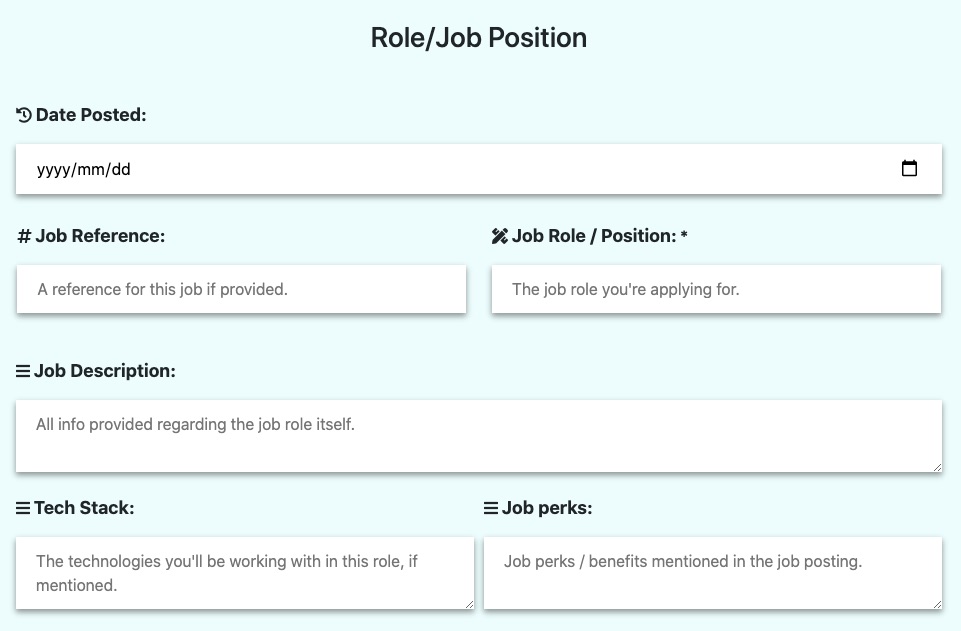 Role/Job Position
Date Posted:
yyyy/mm/dd
# Job Reference:
Job Role / Position: *
A reference for this job if provided.
The job role you're applying for.
Job Description:
All info provided regarding the job role itself.
Tech Stack:
Job perks:
The technologies you'll be working with in this role, if
mentioned.
Job perks / benefits mentioned in the job posting.